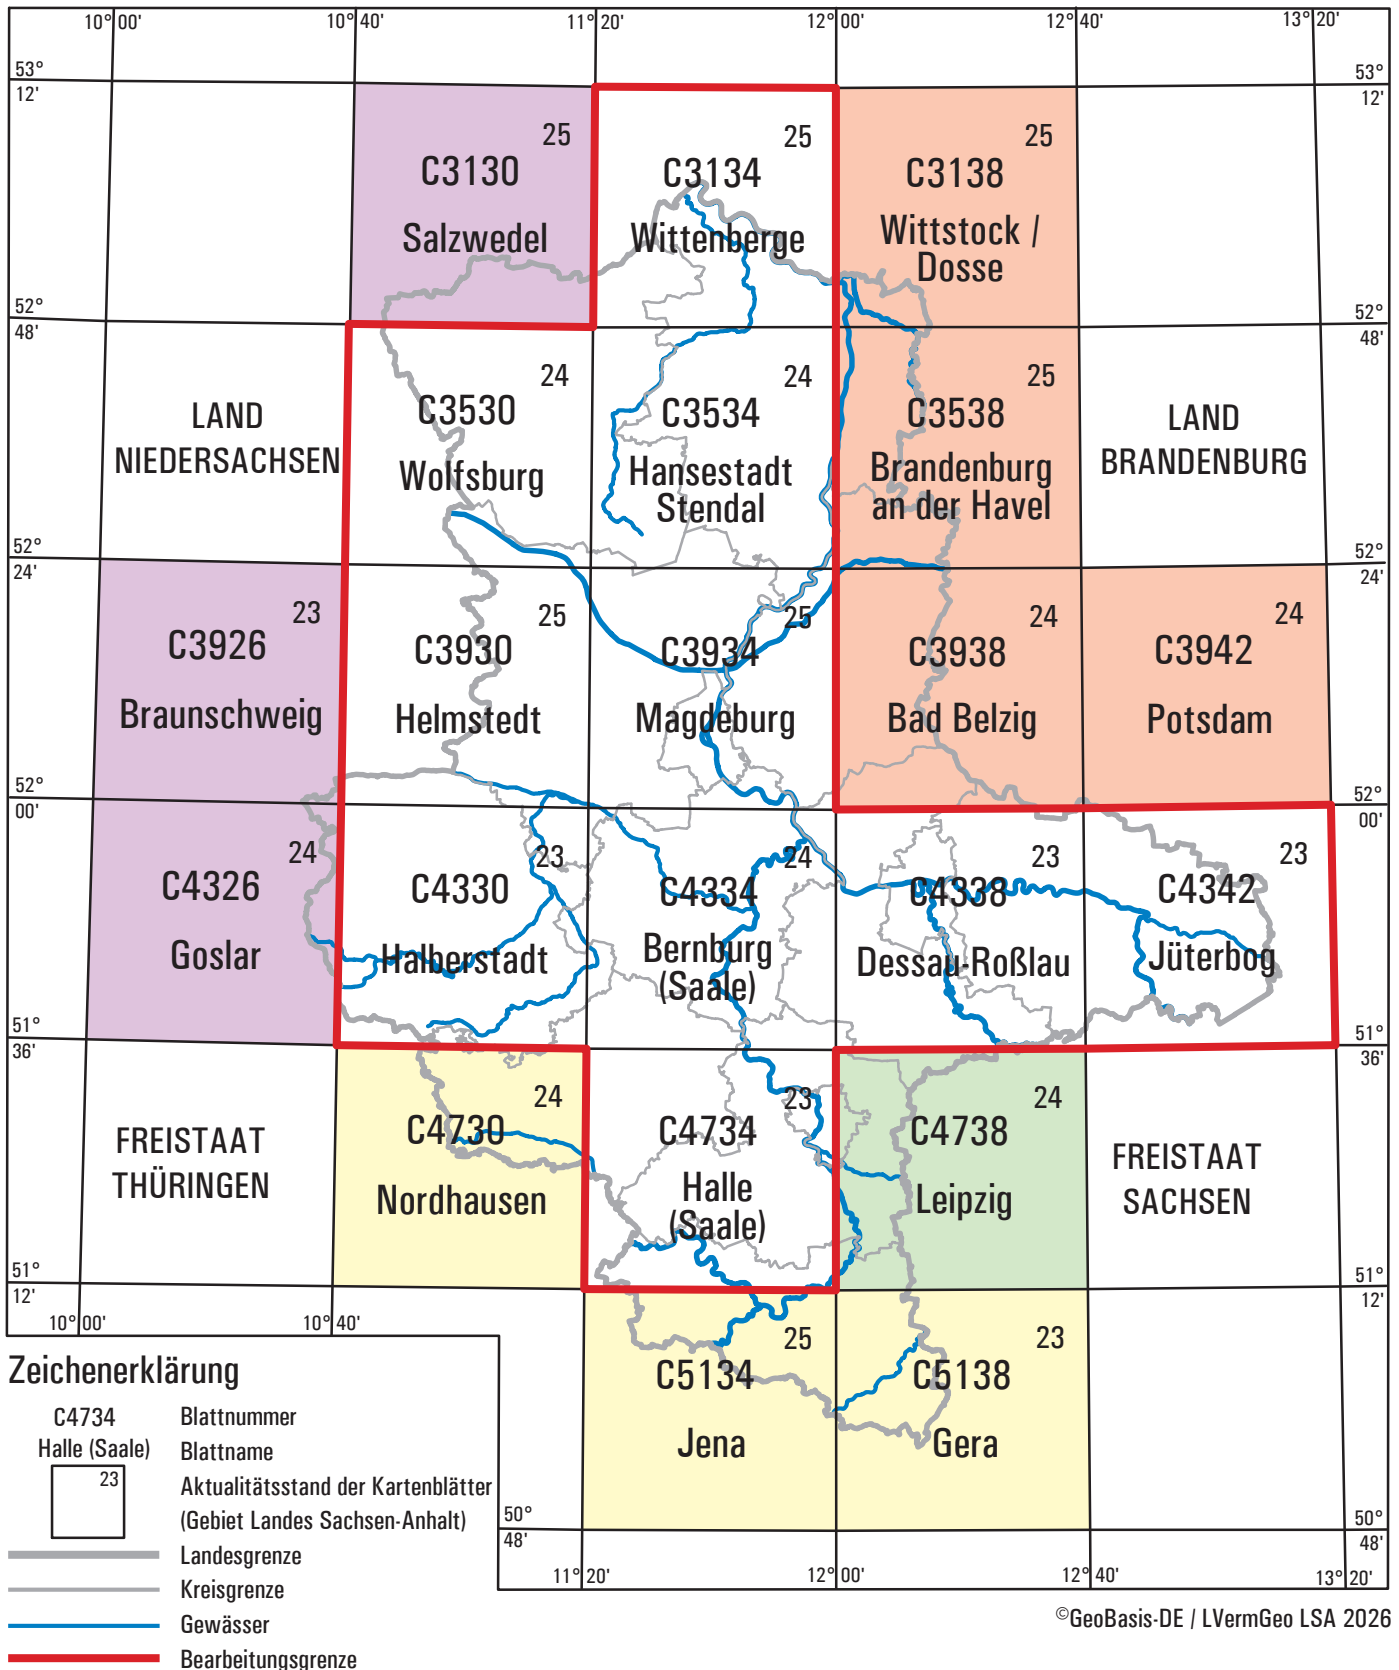 10°00'
10°40'
11°20'
12°00'
12°40'
13°20'
53°
12'
53°
12'
25
C3130
Salzwedel
25
C3134
Wittenberge
25
C3138
Wittstock /
Dosse
52°
48'
52°
48'
LAND
NIEDERSACHSEN
24
C3530
Wolfsburg
24
C3534
Hansestadt
Stendal
25
C3538
Brandenburg
an der Havel
LAND
BRANDENBURG
52°
24'
52°
24'
23
C3926
Braunschweig
25
C3930
Helmstedt
25
C3934
Magdeburg
24
C3938
Bad Belzig
24
C3942
Potsdam
52°
00'
52°
00'
24
C4326
Goslar
23
C4330
Halberstadt
24
C4334
Bernburg
(Saale)
23
C4338
Dessau-Roßlau
23
C4342
Jüterbog
51°
36'
51°
36'
FREISTAAT
THÜRINGEN
24
C4730
Nordhausen
23
C4734
Halle
(Saale)
24
C4738
Leipzig
FREISTAAT
SACHSEN
51°
12'
51°
12'
10°00'
10°40'
25
C5134
Jena
23
C5138
Gera
50°
48'
50°
48'
11°20'
12°00'
12°40'
13°20'
Zeichenerklärung
C4734 Blattnummer
Halle (Saale) Blattname
23 Aktualitätsstand der Kartenblätter
(Gebiet Landes Sachsen-Anhalt)
Landesgrenze
Kreisgrenze
Gewässer
Bearbeitungsgrenze
©GeoBasis-DE / LVermGeo LSA 2026